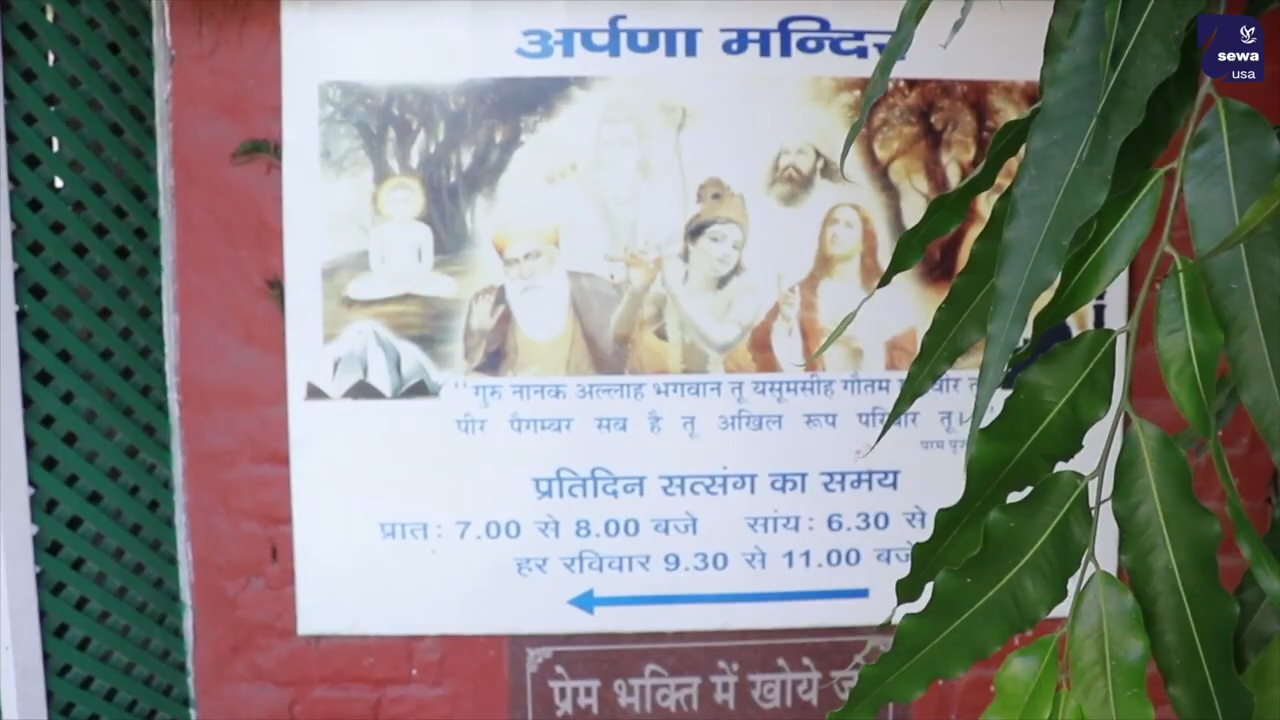 sewa
usa
अर्पणा मन्दिर
"गुरु नानक अल्लाह भगवान तू यसूमसीह गौतम
पीर पैगम्बर सब है तू अखिल रूप परिवार तू।
परम
प्रतिदिन सत्संग का समय
प्रात: 7.00 से 8.00 बजे सांय: 6.30 से
हर रविवार 9.30 से 11.00 बजे
प्रेम भक्ति में खोये